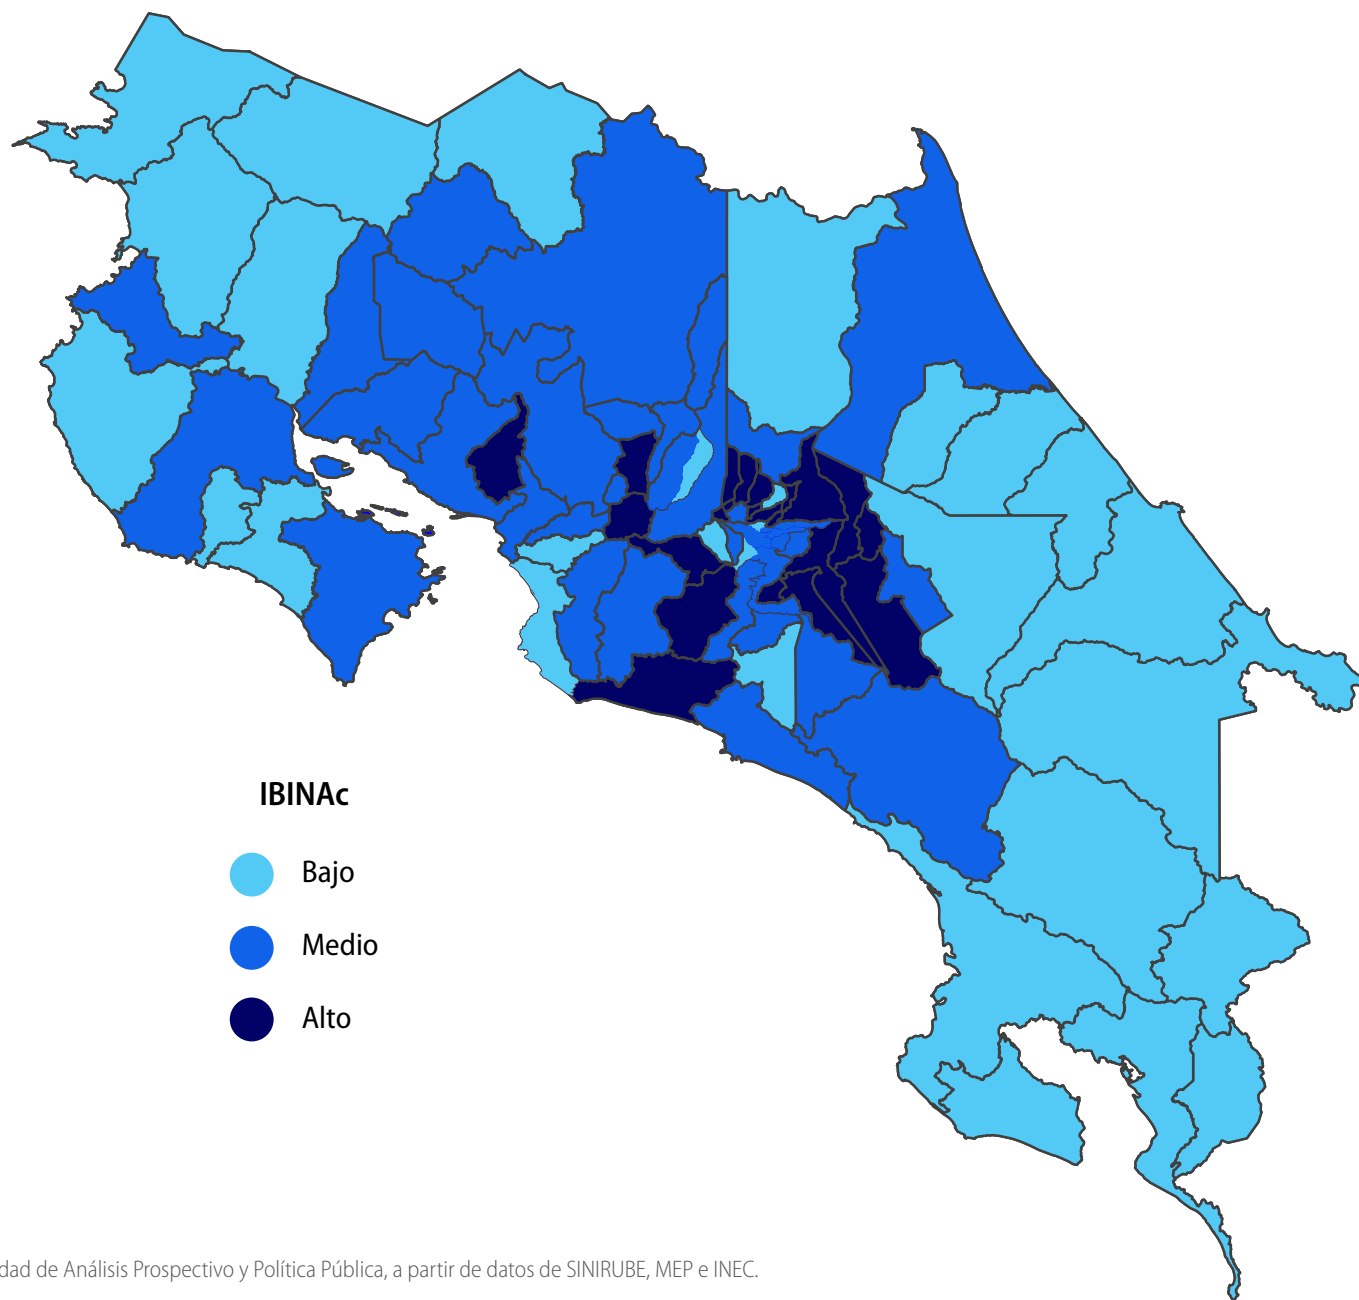 IBINAc
Bajo
Medio
Alto
dad de Análisis Prospectivo y Política Pública, a partir de datos de SINIRUBE, MEP e INEC.